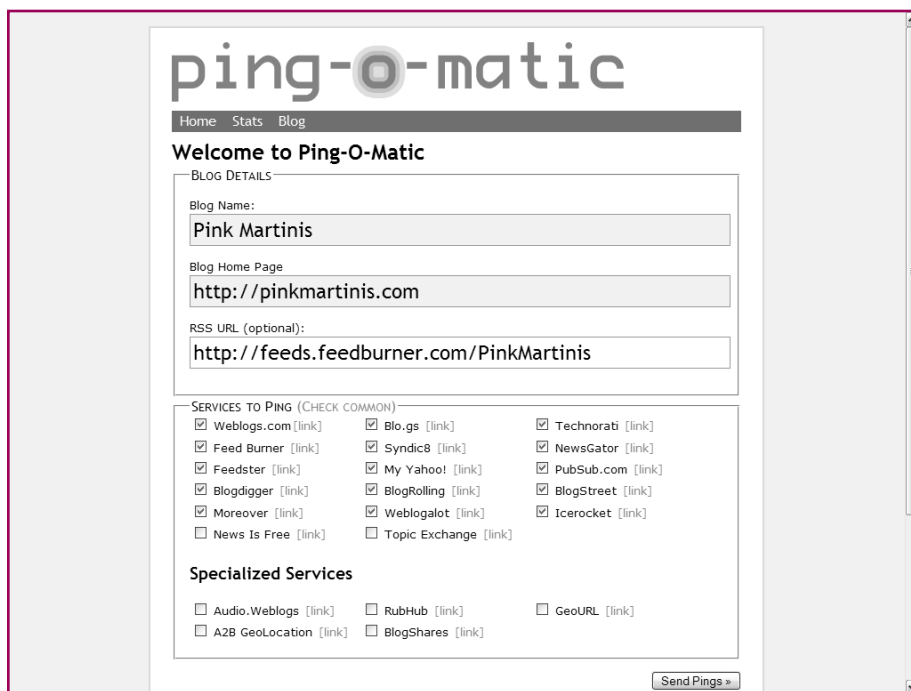 ping-o-matic
Home Stats Blog
Welcome to Ping-O-Matic
Blog Details
Blog Name:
Pink Martinis
Blog Home Page
http://pinkmartinis.com
RSS URL (optional):
http://feeds.feedburner.com/PinkMartinis
Services to Ping (Check common)
Weblogs.com [link] Blo.gs [link] Technorati [link]
Feed Burner [link] Syndic8 [link] NewsGator [link]
Feedster [link] My Yahoo! [link] PubSub.com [link]
Blogdigger [link] BlogRolling [link] BlogStreet [link]
Moreover [link] Weblogalot [link] Icerocket [link]
News Is Free [link] Topic Exchange [link]
Specialized Services
Audio.Weblogs [link] RubHub [link] GeoURL [link]
A2B GeoLocation [link] BlogShares [link]
Send Pings »